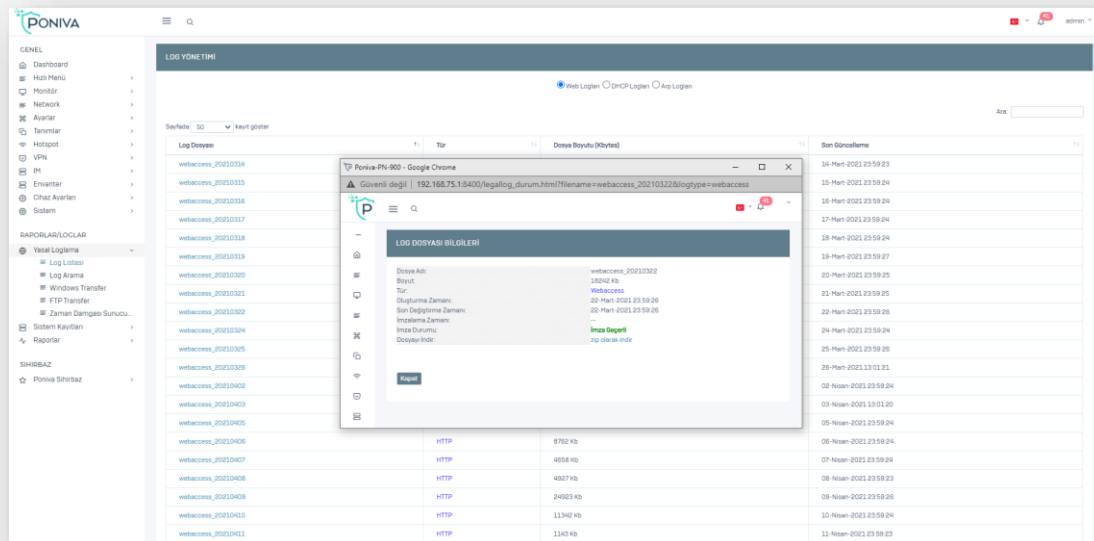 PONIVA
45
admin
GENEL
Dashboard
Hızlı Menü
Monitör
Network
Ayarlar
Tanımlar
Hotspot
VPN
IM
Envanter
Cihaz Ayarları
Sistem
RAPORLAR/LOGLAR
Yasal Loglama
Log Listesi
Log Arama
Windows Transfer
FTP Transfer
Zaman Damgası Sunucu...
Sistem Kayıtları
Raporlar
SİHİRBAZ
Poniva Sihirbaz
LOG YÖNETİMİ
Web Logları DHCP Logları Arp Logları
Ara:
Sayfada 50 kayıt göster
Log Dosyası Tür Dosya Boyutu (Kbytes) Son Güncelleme
webaccess_20210314 14-Mart-2021 23:59:23
webaccess_20210315 15-Mart-2021 23:59:24
webaccess_20210316 16-Mart-2021 23:59:24
webaccess_20210317 17-Mart-2021 23:59:24
webaccess_20210318 18-Mart-2021 23:59:24
webaccess_20210319 19-Mart-2021 23:59:27
webaccess_20210320 20-Mart-2021 23:59:25
webaccess_20210321 21-Mart-2021 23:59:25
webaccess_20210322 22-Mart-2021 23:59:26
webaccess_20210324 24-Mart-2021 23:59:24
webaccess_20210325 25-Mart-2021 23:59:26
webaccess_20210326 26-Mart-2021 13:01:21
webaccess_20210402 02-Nisan-2021 23:59:24
webaccess_20210403 03-Nisan-2021 13:01:20
webaccess_20210405 05-Nisan-2021 23:59:24
webaccess_20210406 HTTP 8762 Kb 06-Nisan-2021 23:59:24
webaccess_20210407 HTTP 4658 Kb 07-Nisan-2021 23:59:24
webaccess_20210408 HTTP 4927 Kb 08-Nisan-2021 23:59:23
webaccess_20210409 HTTP 24923 Kb 09-Nisan-2021 23:59:26
webaccess_20210410 HTTP 11342 Kb 10-Nisan-2021 23:59:24
webaccess_20210411 HTTP 1143 Kb 11-Nisan-2021 23:59:23
Poniva-PN-900 - Google Chrome
Güvenli değil | 192.168.75.1:8400/legallog_durum.html?filename=webaccess_20210322&logtype=webaccess
P
45
LOG DOSYASI BİLGİLERİ
Dosya Adı: webaccess_20210322
Boyut: 18242 Kb
Tür: Webaccess
Oluşturma Zamanı: 22-Mart-2021 23:59:26
Son Değiştirme Zamanı: 22-Mart-2021 23:59:26
İmzalama Zamanı: --
İmza Durumu: İmza Geçerli
Dosyayı İndir: zip olarak indir
Kapat